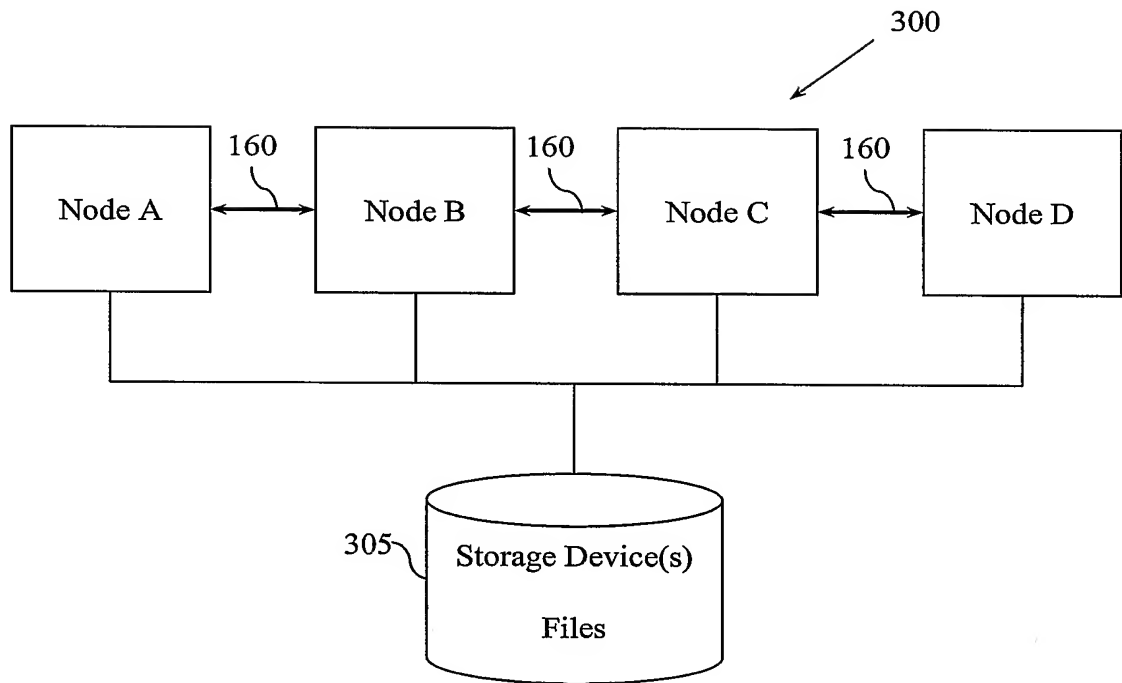 300
160
160
160
Node A
Node B
Node C
Node D
305
Storage Device(s)
Files